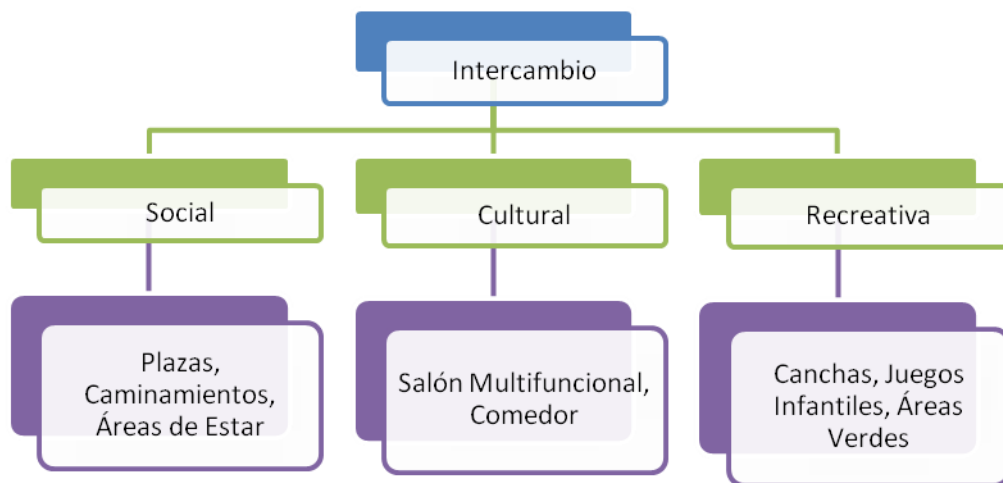 Intercambio
Social
Cultural
Recreativa
Plazas,
Caminamientos,
Áreas de Estar
Salón Multifuncional,
Comedor
Canchas, Juegos
Infantiles, Áreas
Verdes